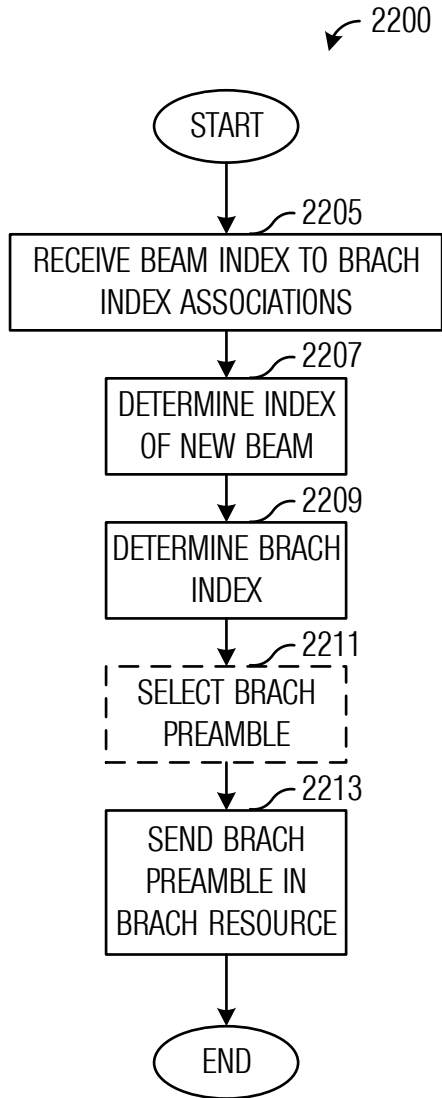 2200
START
2205
RECEIVE BEAM INDEX TO BRACH
INDEX ASSOCIATIONS
2207
DETERMINE INDEX
OF NEW BEAM
2209
DETERMINE BRACH
INDEX
2211
SELECT BRACH
PREAMBLE
2213
SEND BRACH
PREAMBLE IN
BRACH RESOURCE
END